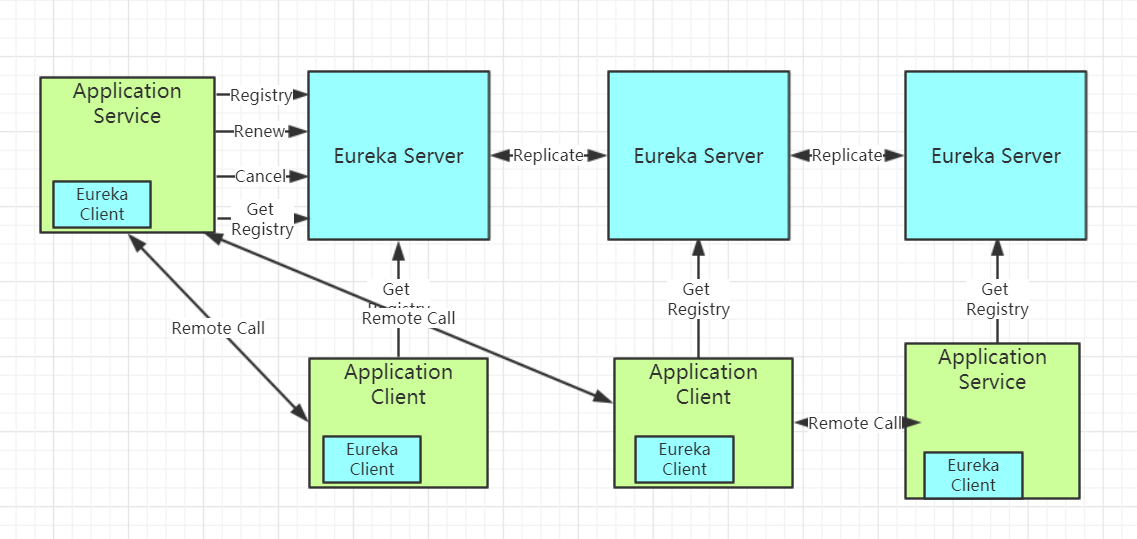 Application
Service
Eureka
Client
Registry
Renew
Cancel
Get
Registry
Eureka Server
Replicate
Eureka Server
Replicate
Eureka Server
Remote Call
Get
Registry
Remote Call
Get
Registry
Get
Registry
Application
Client
Eureka
Client
Application
Client
Eureka
Client
Remote Call
Application
Service
Eureka
Client